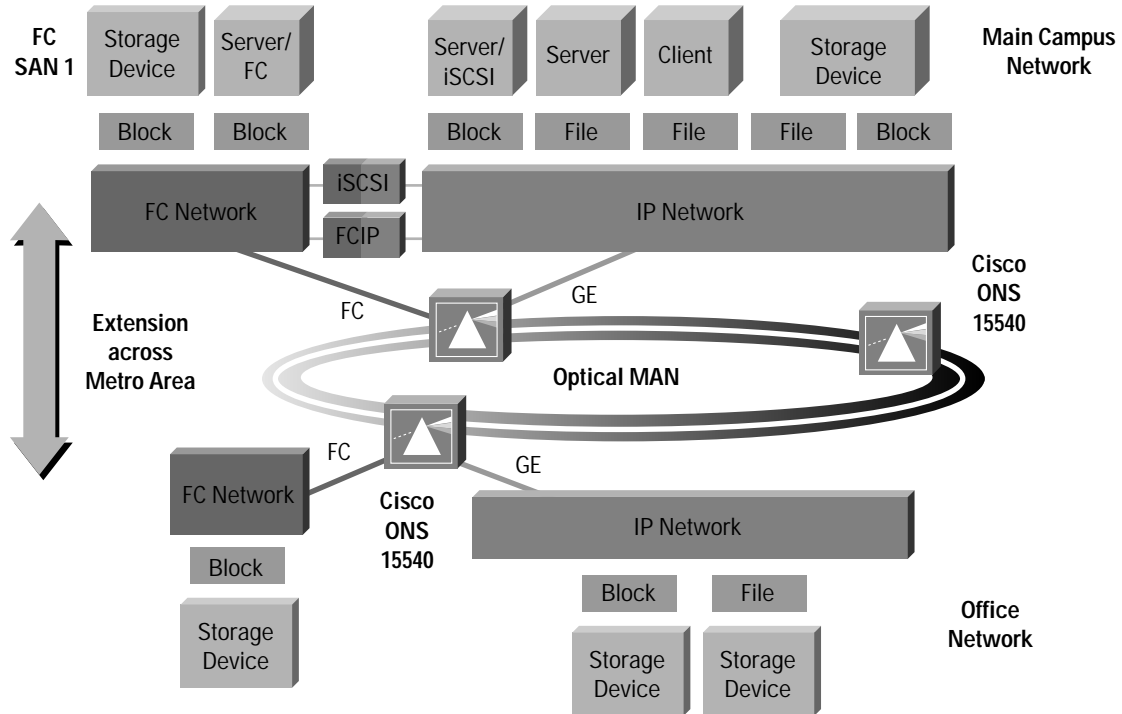 FC
SAN 1
Storage
Device
Server/
FC
Server/
iSCSI
Server
Client
Storage
Device
Main Campus
Network
Block
Block
Block
File
File
File
Block
FC Network
iSCSI
FCIP
IP Network
Extension
across
Metro Area
FC
GE
Cisco
ONS
15540
Optical MAN
FC
GE
FC Network
Cisco
ONS
15540
IP Network
Block
Storage
Device
Block
File
Storage
Device
Storage
Device
Office
Network